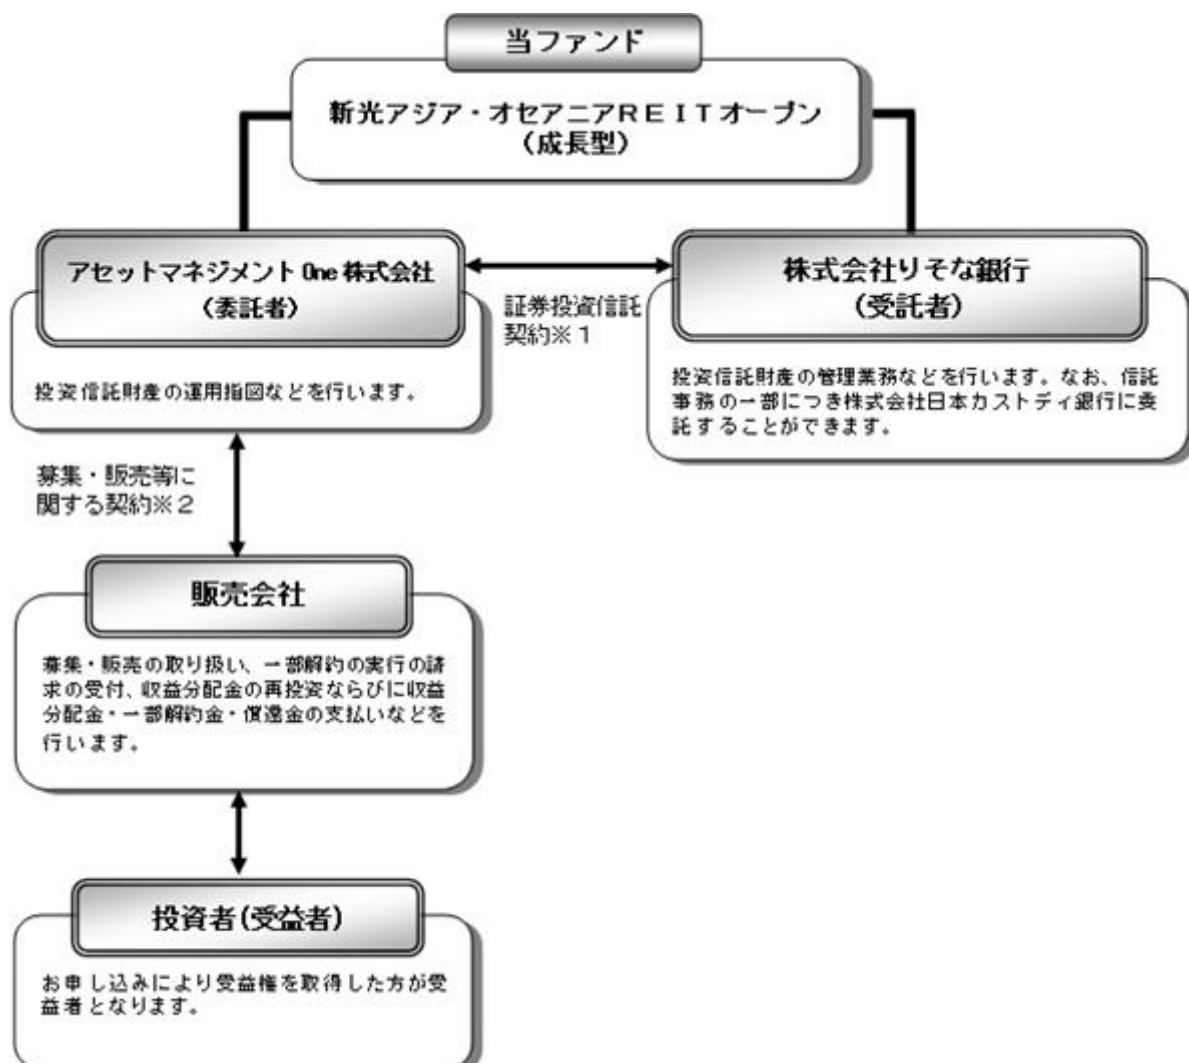 当ファンド
新光アジア・オセアニアREITオープン
(成長型)
アセットマネジメントOne株式会社
(委託者)
投資信託財産の運用指図などを行います。
証券投資信託
契約※1
株式会社りそな銀行
(受託者)
投資信託財産の管理業務などを行います。なお、信託
事務の一部につき株式会社日本カストディ銀行に委
託することができます。
募集・販売等に
関する契約※2
販売会社
募集・販売の取り扱い、一部解約の実行の請
求の受付、収益分配金の再投資ならびに収益
分配金・一部解約金・償還金の支払いなどを
行います。
投資者(受益者)
お申し込みにより受益権を取得した方が受
益者となります。